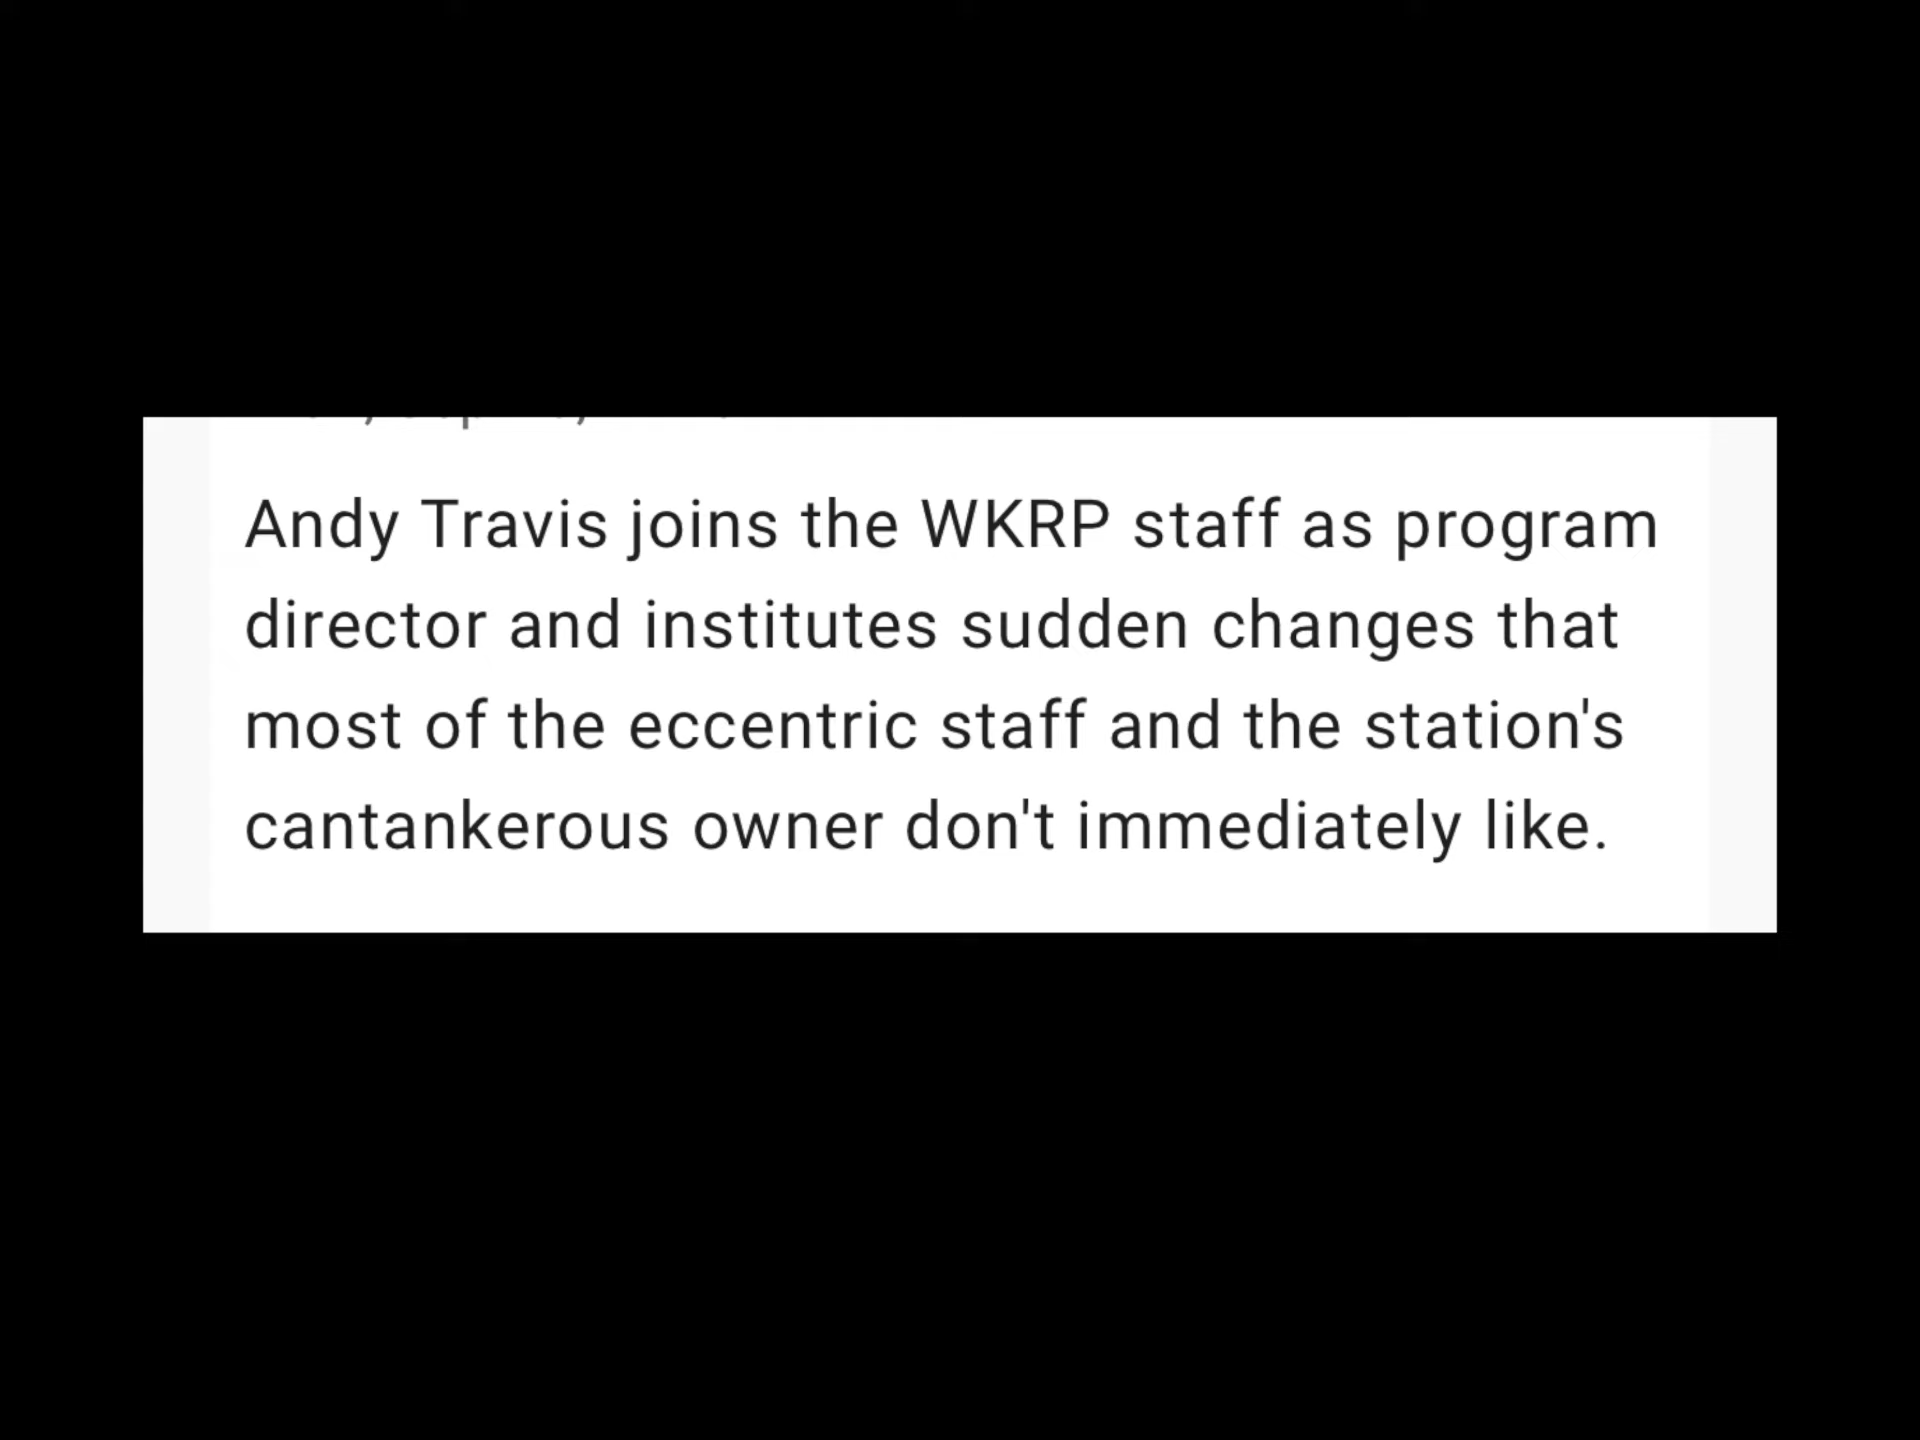 Andy Travis joins the WKRP staff as program
director and institutes sudden changes that
most of the eccentric staff and the station's
cantankerous owner don't immediately like.